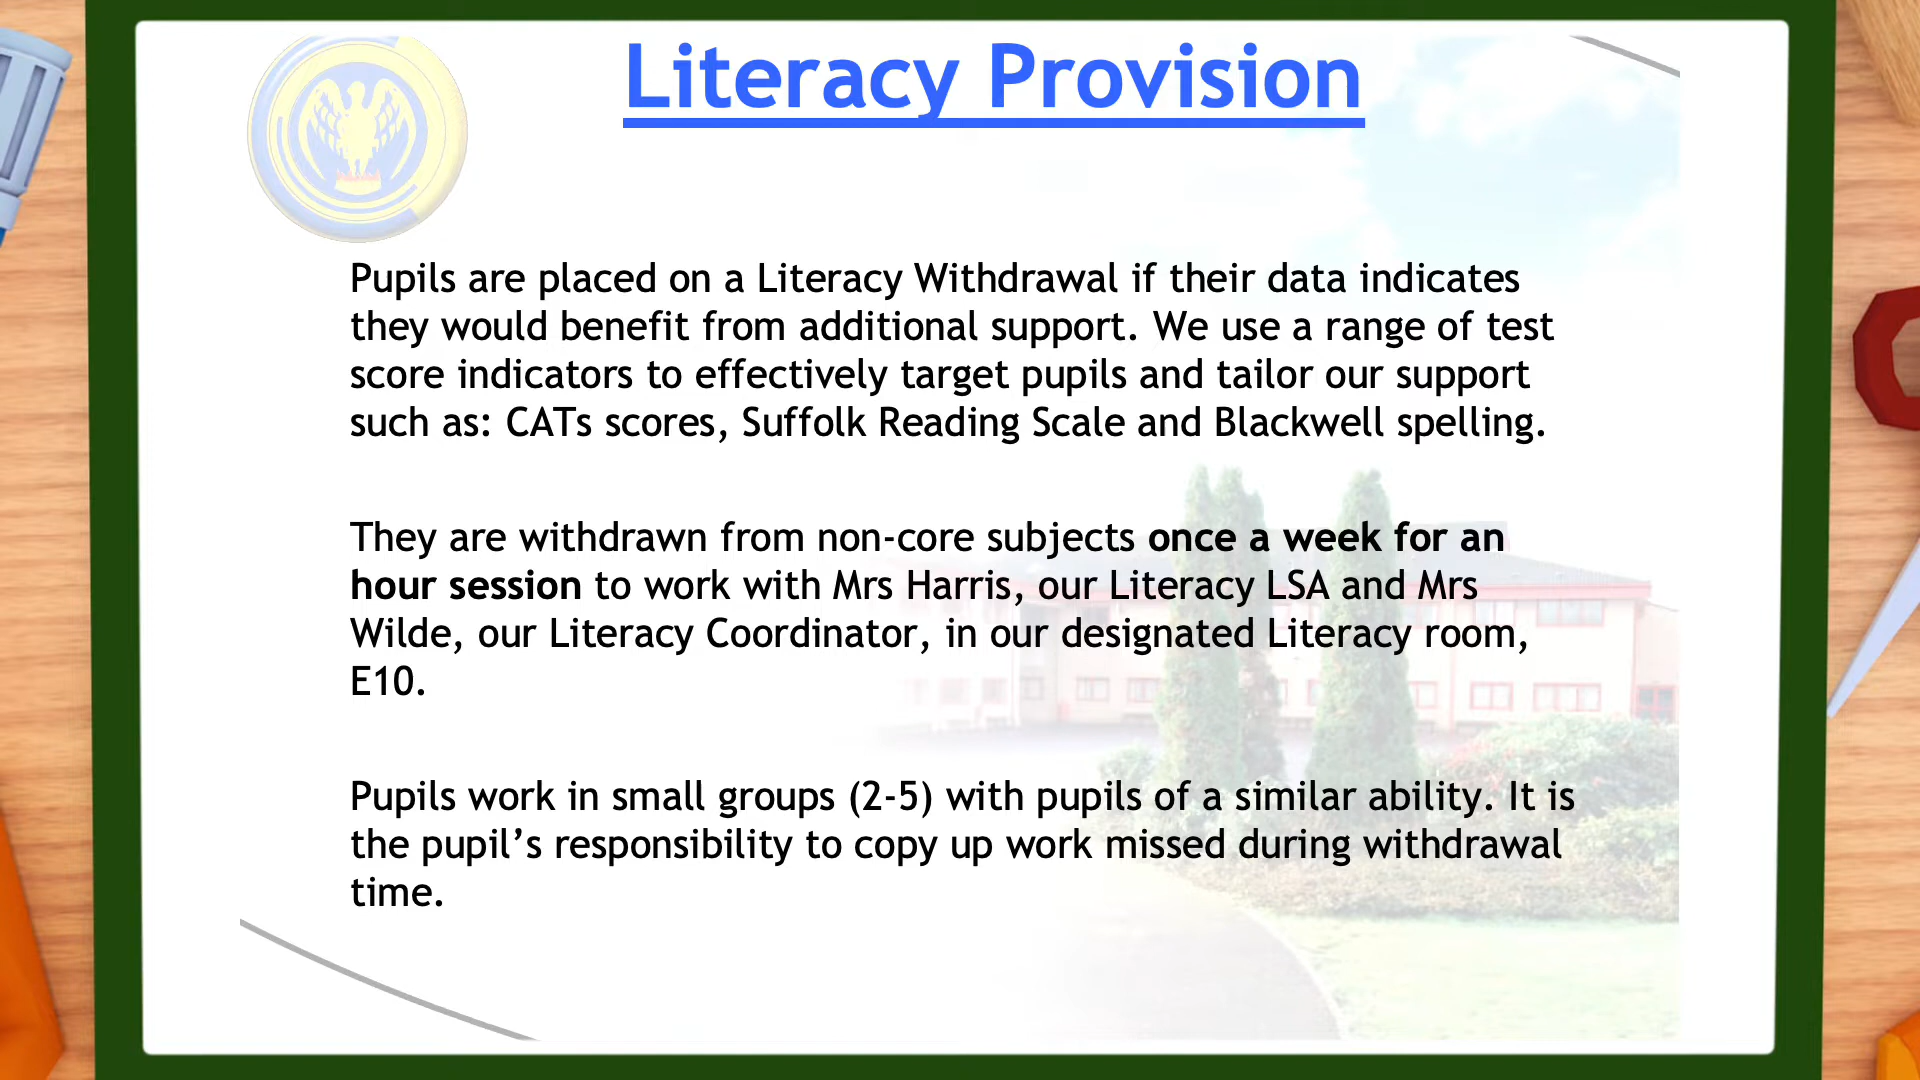 Literacy Provision
Pupils are placed on a Literacy Withdrawal if their data indicates
they would benefit from additional support. We use a range of test
score indicators to effectively target pupils and tailor our support
such as: CATs scores, Suffolk Reading Scale and Blackwell spelling.
They are withdrawn from non-core subjects once a week for an
hour session to work with Mrs Harris, our Literacy LSA and Mrs
Wilde, our Literacy Coordinator, in our designated Literacy room,
E10.
Pupils work in small groups (2-5) with pupils of a similar ability. It is
the pupil’s responsibility to copy up work missed during withdrawal
time.